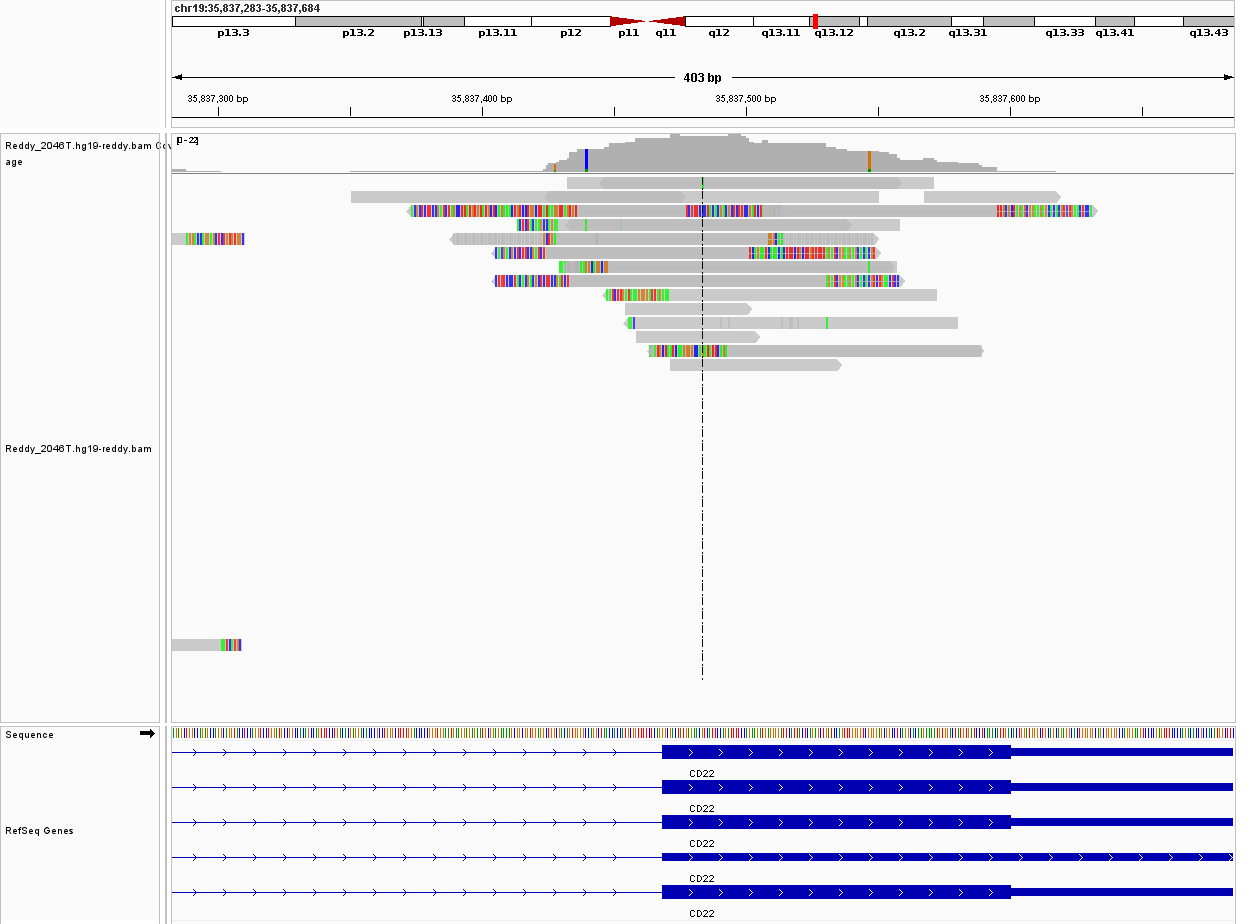 chr19:35,837,283-35,837,684
p13.3 p13.2 p13.13 p13.11 p12 p11 q11 q12 q13.11 q13.12 q13.2 q13.31 q13.33 q13.41 q13.43
403 bp
35,837,300 bp 35,837,400 bp 35,837,500 bp 35,837,600 bp
[0-22]
Reddy_2046T.hg19-reddy.bam Cov
age
Reddy_2046T.hg19-reddy.bam
Sequence
CD22
CD22
RefSeq Genes
CD22
CD22
CD22